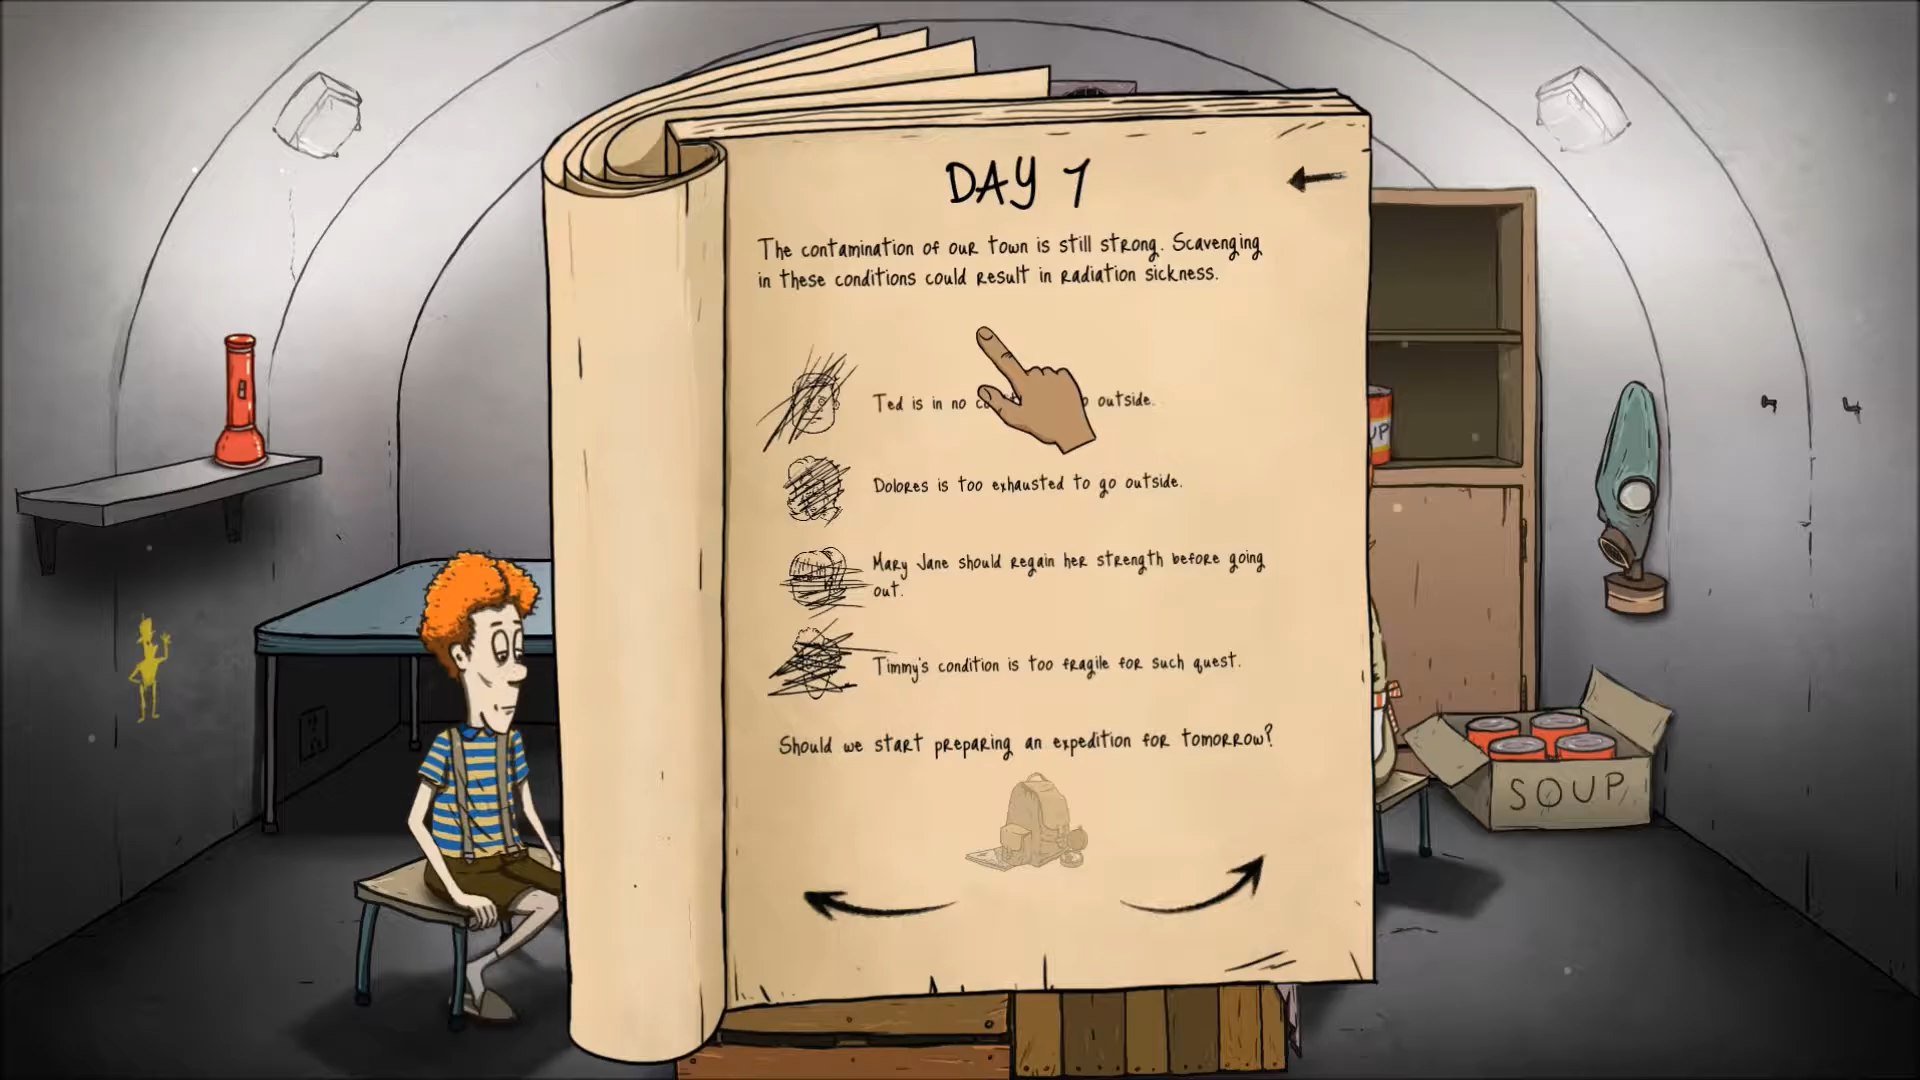 DAY 7
The contamination of our town is still strong. Scavenging
in these conditions could result in radiation sickness.
Ted is in no outside.
Dolores is too exhausted to go outside.
UP
Mary Jane should regain her strength before going
out.
Timmy's condition is too fragile for such quest.
Should we start preparing an expedition for tomorrow?
SOUP